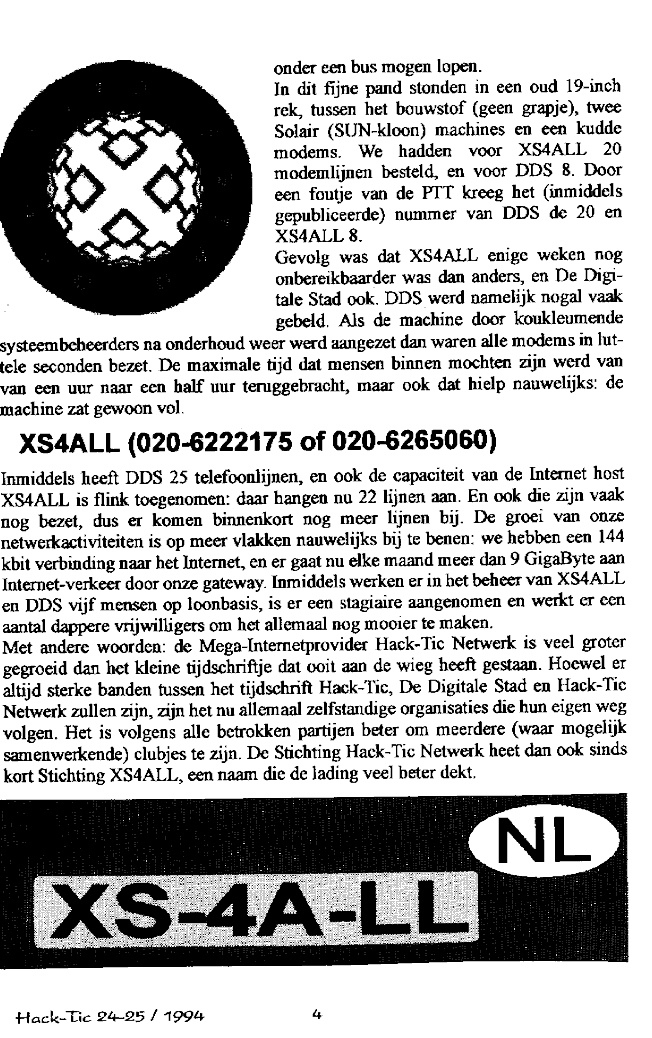 onder een bus mogen lopen.
In dit fijne pand stonden in een oud 19-inch
rek, tussen het bouwstof (geen grapje), twee
Solair (SUN-kloon) machines en een kudde
modems. We hadden voor XS4ALL 20
modemlijnen besteld, en voor DDS 8. Door
een foutje van de PTT kreeg het (inmiddels
gepubliceerde) nummer van DDS de 20 en
XS4ALL 8.
Gevolg was dat XS4ALL enige weken nog
onbereikbaarder was dan anders, en De Digi-
tale Stad ook. DDS werd namelijk nogal vaak
gebeld. Als de machine door koukleumende
systeembeheerders na onderhoud weer werd aangezet dan waren alle modems in lut-
tele seconden bezet. De maximale tijd dat mensen binnen mochten zijn werd van
van een uur naar een half uur teruggebracht, maar ook dat hielp nauwelijks: de
machine zat gewoon vol.
XS4ALL (020-6222175 of 020-6265060)
Inmiddels heeft DDS 25 telefoonlijnen, en ook de capaciteit van de Internet host
XS4ALL is flink toegenomen: daar hangen nu 22 lijnen aan. En ook die zijn vaak
nog bezet, dus er komen binnenkort nog meer lijnen bij. De groei van onze
netwerkactiviteiten is op meer vlakken nauwelijks bij te benen: we hebben een 144
kbit verbinding naar het Internet, en er gaat nu elke maand meer dan 9 GigaByte aan
Internet-verkeer door onze gateway. Inmiddels werken er in het beheer van XS4ALL
en DDS vijf mensen op loonbasis, is er een stagiaire aangenomen en werkt er een
aantal dappere vrijwilligers om het allemaal nog mooier te maken.
Met andere woorden: de Mega-Internetprovider Hack-Tic Netwerk is veel groter
gegroeid dan het kleine tijdschriftje dat ooit aan de wieg heeft gestaan. Hoewel er
altijd sterke banden tussen het tijdschrift Hack-Tic, De Digitale Stad en Hack-Tic
Netwerk zullen zijn, zijn het nu allemaal zelfstandige organisaties die hun eigen weg
volgen. Het is volgens alle betrokken partijen beter om meerdere (waar mogelijk
samenwerkende) clubjes te zijn. De Stichting Hack-Tic Netwerk heet dan ook sinds
kort Stichting XS4ALL, een naam die de lading veel beter dekt.
NL
XS-4A-LL
Hack-Tic 24-25 / 1994 4